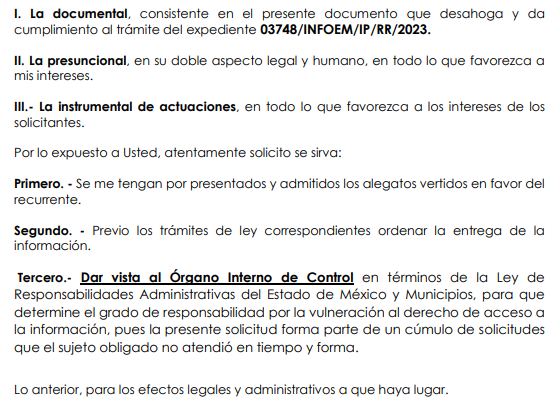 I. La documental, consistente en el presente documento que desahoga y da
cumplimiento al trámite del expediente 03748/INFOEM/IP/RR/2023.
II. La presuncional, en su doble aspecto legal y humano, en todo lo que favorezca a
mis intereses.
III.- La instrumental de actuaciones, en todo lo que favorezca a los intereses de los
solicitantes.
Por lo expuesto a Usted, atentamente solicito se sirva:
Primero. - Se me tengan por presentados y admitidos los alegatos vertidos en favor del
recurrente.
Segundo. - Previo los trámites de ley correspondientes ordenar la entrega de la
información.
Tercero.- Dar vista al Órgano Interno de Control en términos de la Ley de
Responsabilidades Administrativas del Estado de México y Municipios, para que
determine el grado de responsabilidad por la vulneración al derecho de acceso a
la información, pues la presente solicitud forma parte de un cúmulo de solicitudes
que el sujeto obligado no atendió en tiempo y forma.
Lo anterior, para los efectos legales y administrativos a que haya lugar.